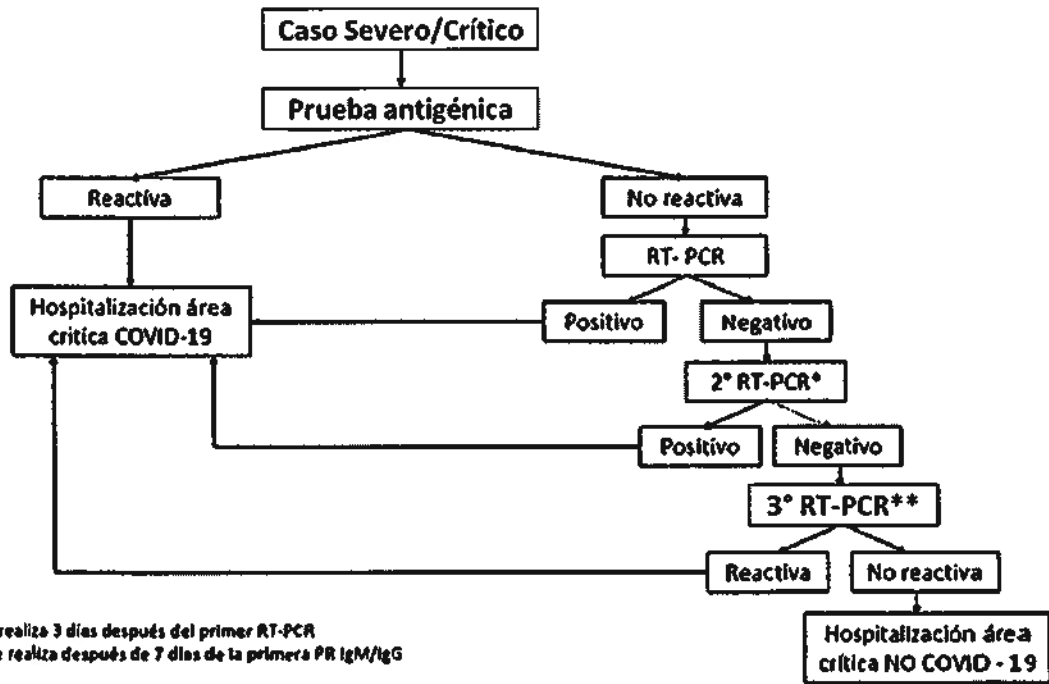 Caso Severo/Crítico
Prueba antigénica
Reactiva
No reactiva
RT- PCR
Hospitalización área
crítica COVID-19
Positivo
Negativo
2° RT-PCR*
Positivo
Negativo
3° RT-PCR**
Reactiva
No reactiva
realiza 3 días después del primer RT-PCR
realiza después de 7 días de la primera PR IgM/IgG
Hospitalización área
crítica NO COVID - 19